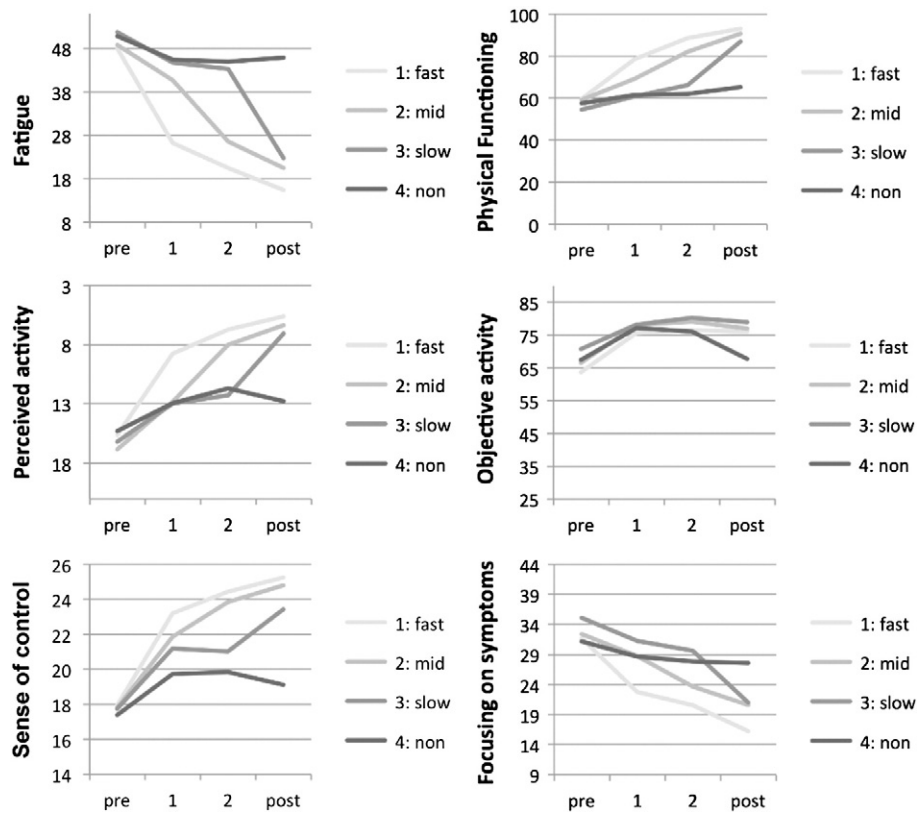 Fatigue
48
38
28
18
8
pre 1 2 post
1: fast
2: mid
3: slow
4: non
Physical Functioning
100
80
60
40
20
0
pre 1 2 post
1: fast
2: mid
3: slow
4: non
Perceived activity
3
8
13
18
pre 1 2 post
1: fast
2: mid
3: slow
4: non
Objective activity
85
75
65
55
45
35
25
pre 1 2 post
1: fast
2: mid
3: slow
4: non
Sense of control
26
24
22
20
18
16
14
pre 1 2 post
1: fast
2: mid
3: slow
4: non
Focusing on symptoms
44
39
34
29
24
19
14
9
pre 1 2 post
1: fast
2: mid
3: slow
4: non